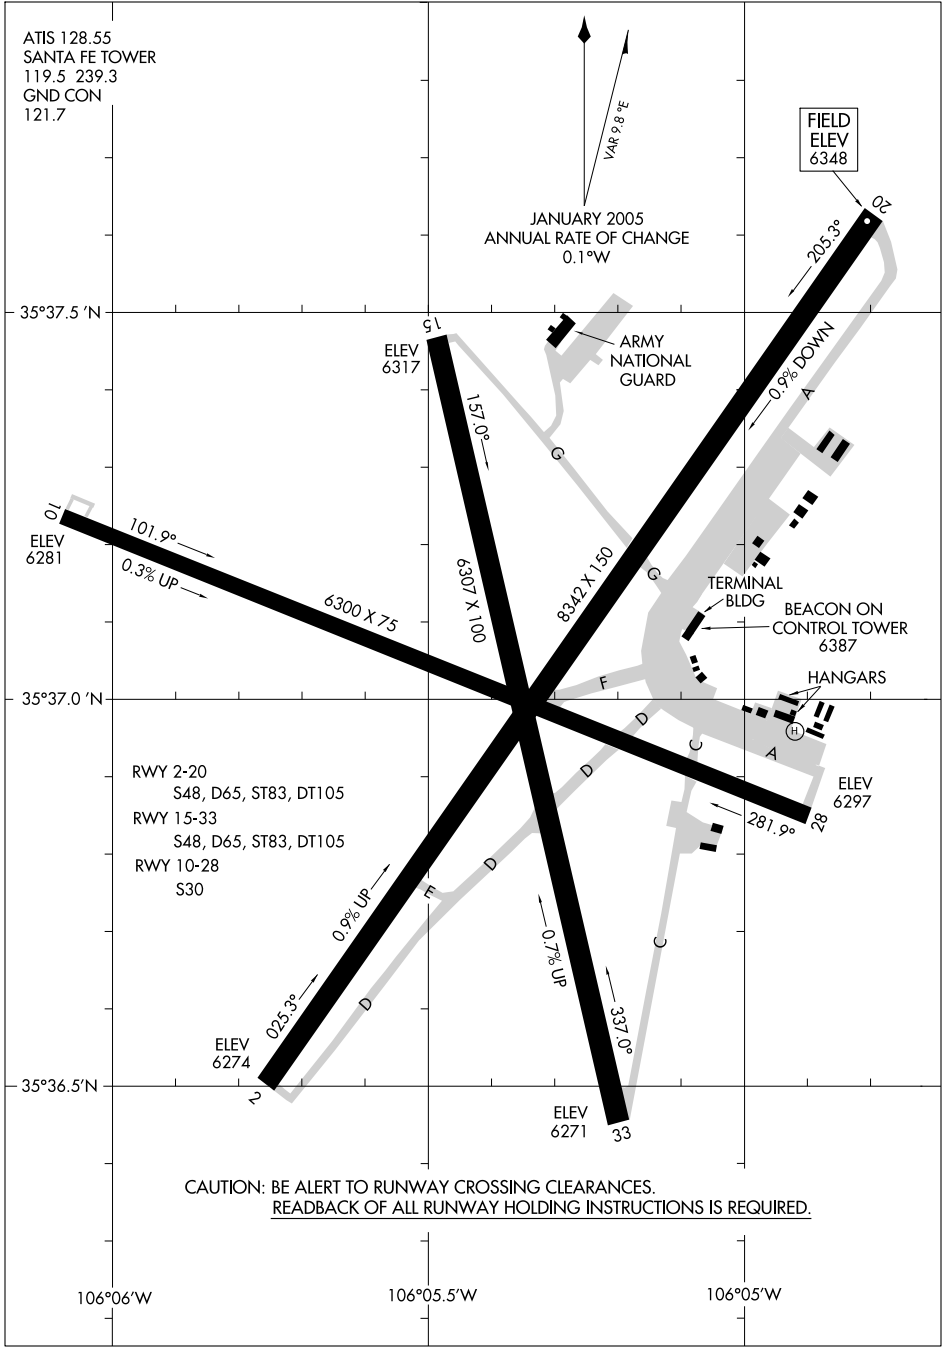 ATIS 128.55
SANTA FE TOWER
119.5 239.3
GND CON
121.7
VAR 9.8 °E
JANUARY 2005
ANNUAL RATE OF CHANGE
0.1°W
FIELD
ELEV
6348
20
205.3°
0.9% DOWN
A
35°37.5 'N
15
ELEV
6317
157.0°
ARMY
NATIONAL
GUARD
G
10
ELEV
6281
101.9°
0.3% UP
6300 X 75
6307 X 100
8342 X 150
G
TERMINAL
BLDG
BEACON ON
CONTROL TOWER
6387
HANGARS
H
35°37.0 'N
F
D
C
A
D
ELEV
6297
28
281.9°
RWY 2-20
S48, D65, ST83, DT105
RWY 15-33
S48, D65, ST83, DT105
RWY 10-28
S30
D
E
0.9% UP
0.7% UP
C
D
025.3°
337.0°
ELEV
6274
2
35°36.5'N
ELEV
6271
33
CAUTION: BE ALERT TO RUNWAY CROSSING CLEARANCES.
READBACK OF ALL RUNWAY HOLDING INSTRUCTIONS IS REQUIRED.
106°06'W
106°05.5'W
106°05'W